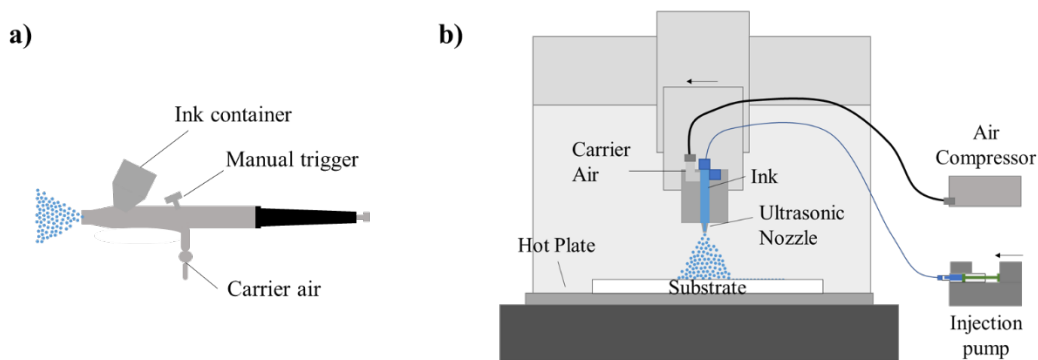 a)
Ink container
Manual trigger
Carrier air
b)
Carrier
Air
Ink
Ultrasonic
Nozzle
Hot Plate
Substrate
Air
Compressor
Injection
pump